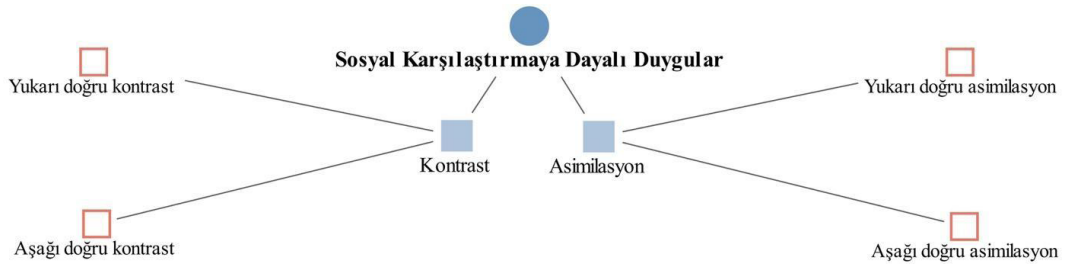 Sosyal Karşılaştırmaya Dayalı Duygular
Yukarı doğru kontrast
Yukarı doğru asimilasyon
Kontrast
Asimilasyon
Aşağı doğru kontrast
Aşağı doğru asimilasyon